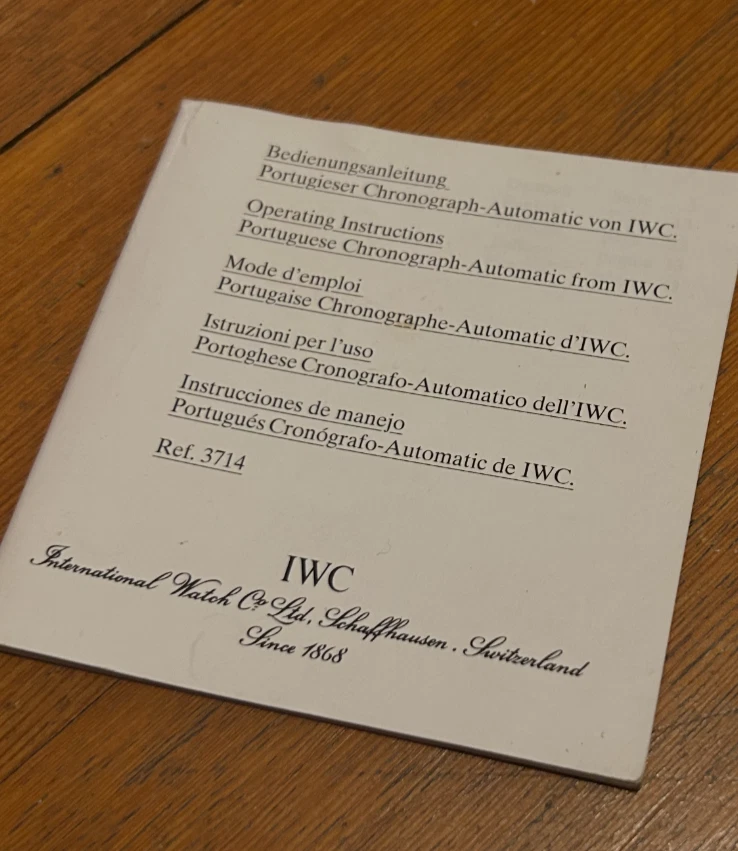 Bedienungsanleitung
Portugieser Chronograph-Automatic von IWC.
Operating Instructions
Portuguese Chronograph-Automatic from IWC.
Mode d'emploi
Portugaise Chronographe-Automatic d'IWC.
Istruzioni per l'uso
Portoghese Cronografo-Automatico dell'IWC.
Instrucciones de manejo
Portugués Cronógrafo-Automatic de IWC.
Ref. 3714
IWC
International Watch Co Ltd, Schaffhausen. Switzerland
Since 1868